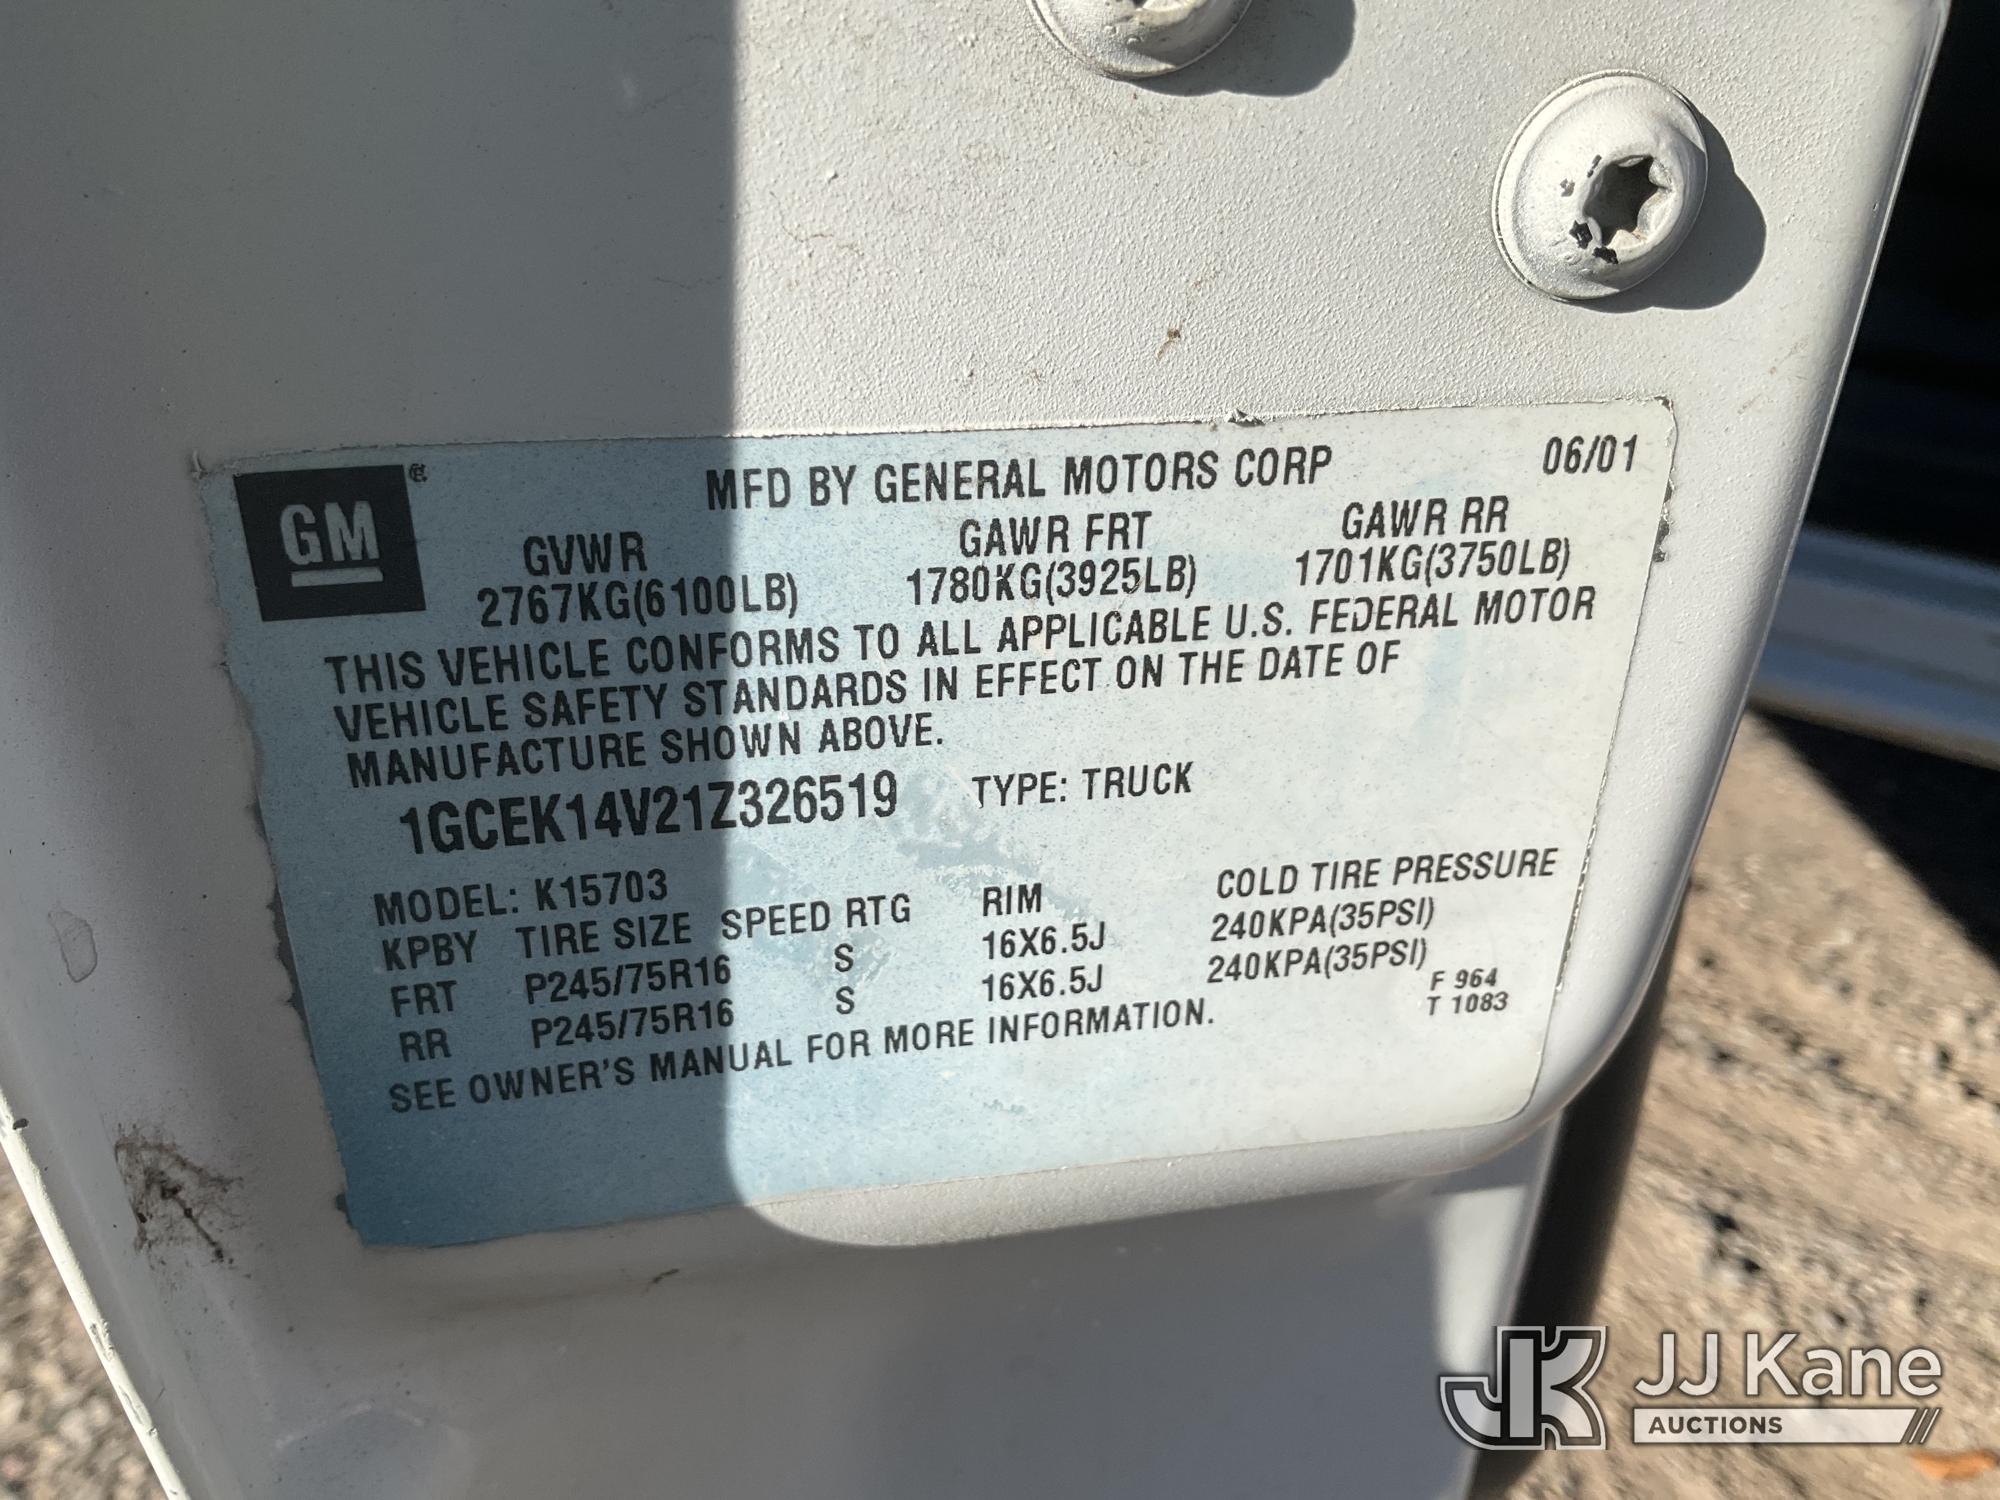 GM
MFD BY GENERAL MOTORS CORP 06/01
GVWR GAWR FRT GAWR RR
2767KG(6100LB) 1780KG(3925LB) 1701KG(3750LB)
THIS VEHICLE CONFORMS TO ALL APPLICABLE U.S. FEDERAL MOTOR
VEHICLE SAFETY STANDARDS IN EFFECT ON THE DATE OF
MANUFACTURE SHOWN ABOVE.
1GCEK14V21Z326519 TYPE: TRUCK
MODEL: K15703
KPBY TIRE SIZE SPEED RTG RIM COLD TIRE PRESSURE
FRT P245/75R16 S 16X6.5J 240KPA(35PSI)
RR P245/75R16 S 16X6.5J 240KPA(35PSI)
SEE OWNER'S MANUAL FOR MORE INFORMATION.
F 964
T 1083
JK JJ Kane
AUCTIONS